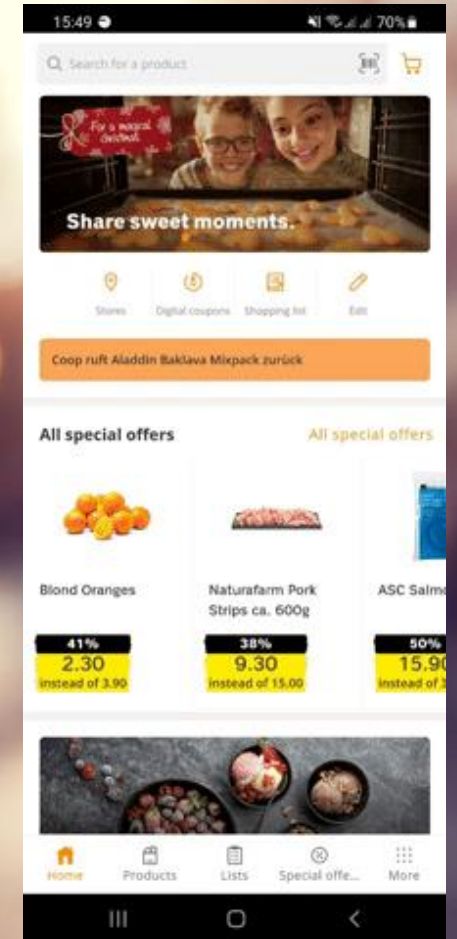 15:49
70%
Search for a product
For a magical
christmas
Share sweet moments.
Stores
Digital coupons
Shopping list
Edit
Coop ruft Aladdin Baklava Mixpack zurück
All special offers
All special offers
Blond Oranges
Naturafarm Pork
Strips ca. 600g
ASC Salmo
41%
2.30
instead of 3.90
38%
9.30
instead of 15.00
50%
15.90
instead of 3
Home
Products
Lists
Special offe...
More